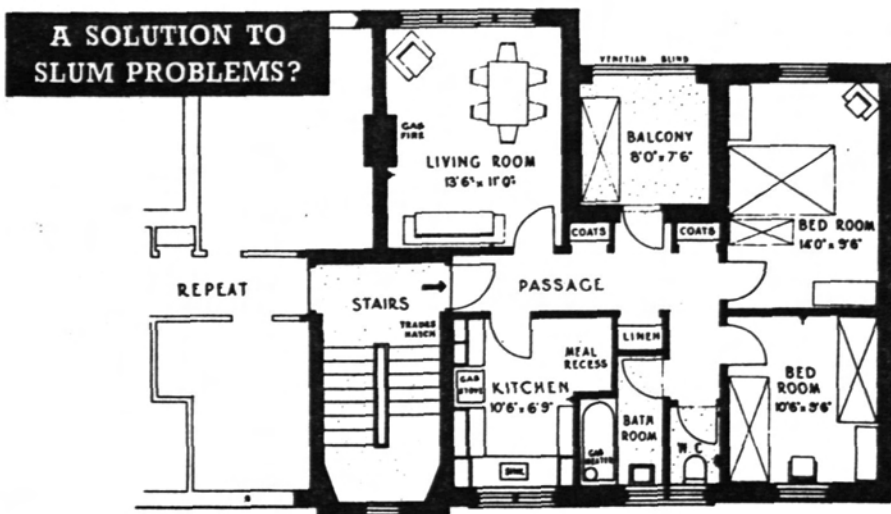 A SOLUTION TO
SLUM PROBLEMS?
VENETIAN BLIND
GAS
FIRE
LIVING ROOM
13'6" x 11'0"
BALCONY
8'0" x 7'6"
COATS
COATS
BED ROOM
14'0" x 9'6"
REPEAT
STAIRS
PASSAGE
TRADES
HATCH
LINEN
MEAL
RECESS
GAS
STOVE
KITCHEN
10'6" x 6'9"
BED
ROOM
10'6" x 9'6"
BATH
ROOM
W.C
GAS
HEATER
SINK